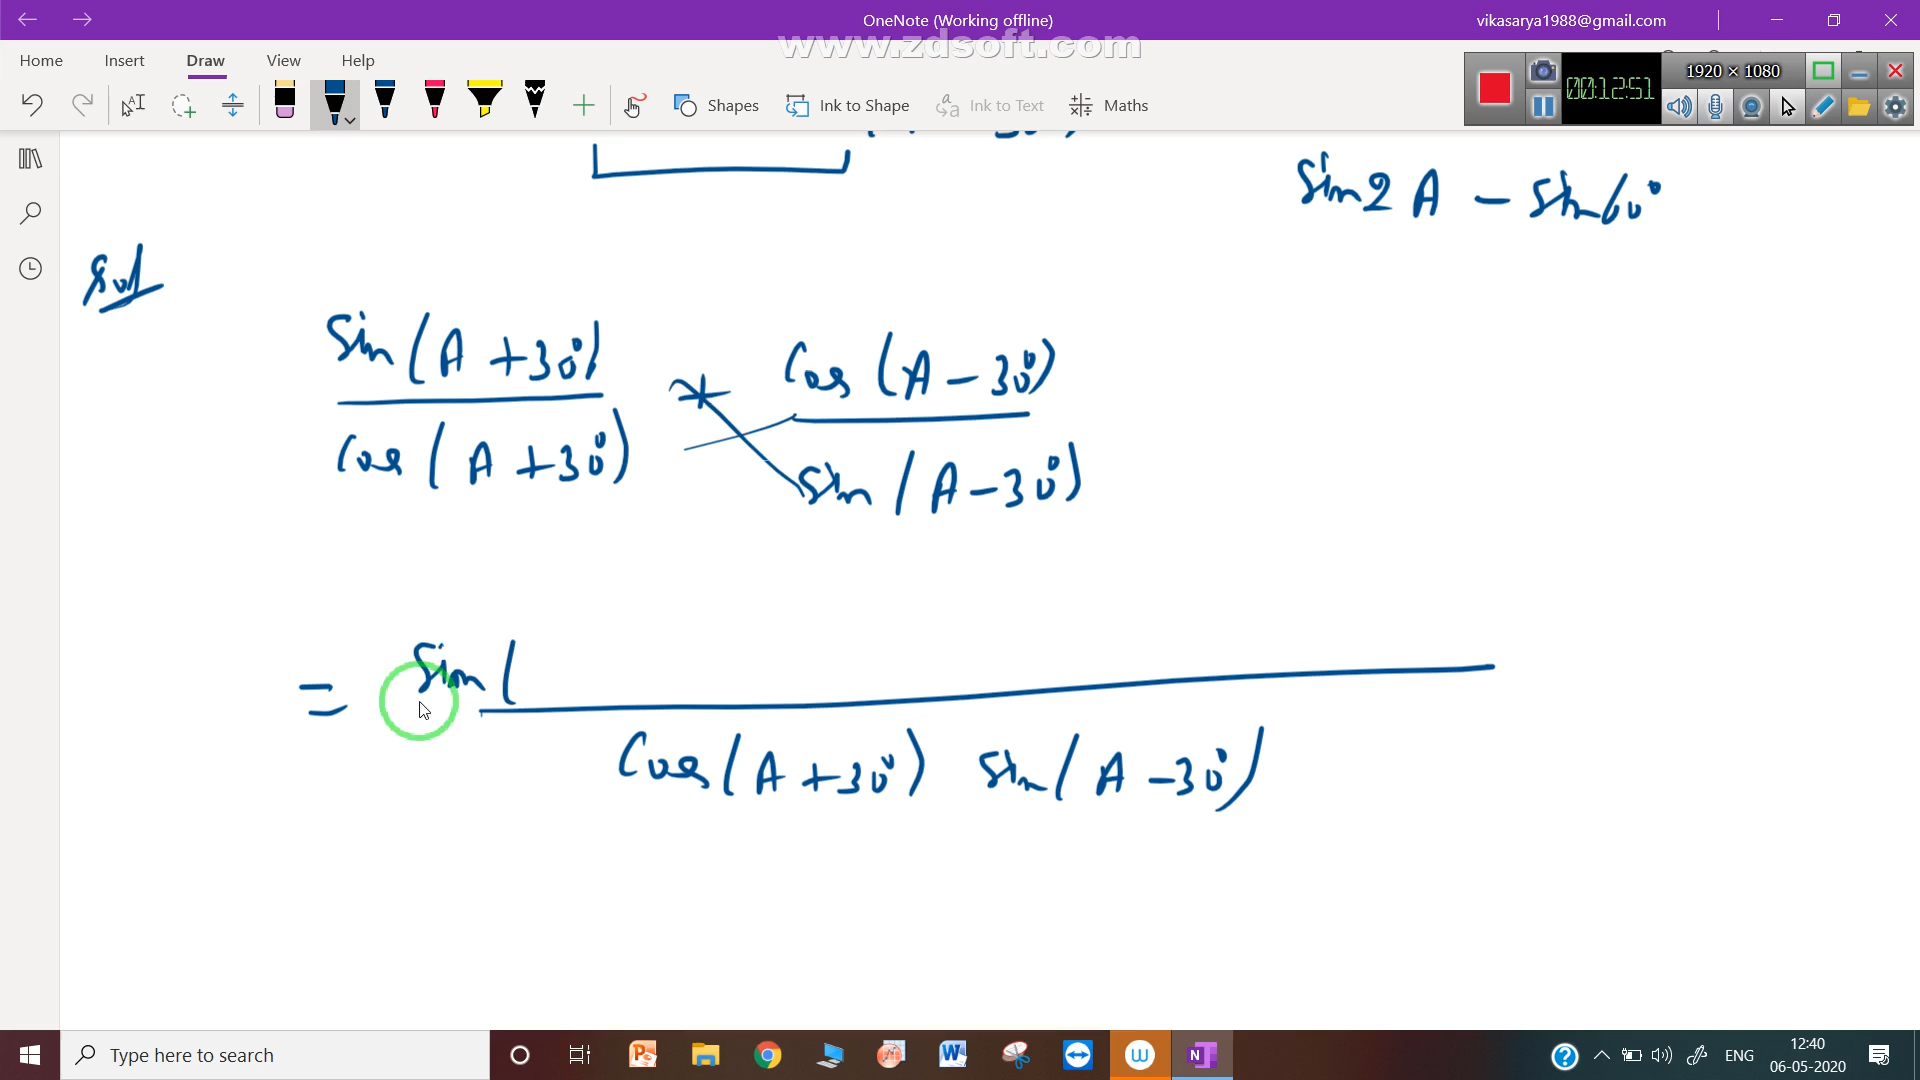 OneNote (Working offline)
vikasarya1988@gmail.com
www.zdsoft.com
Home Insert Draw View Help
1920 × 1080
00:12:51
Shapes Ink to Shape Ink to Text Maths
Sin2A - Sin60°
Sol
Sin(A+30°) Cos(A-30°)
×
Cos(A+30°) Sin(A-30°)
= Sin(
Cos(A+30°) Sin(A-30°)
Type here to search
ENG
12:40
06-05-2020